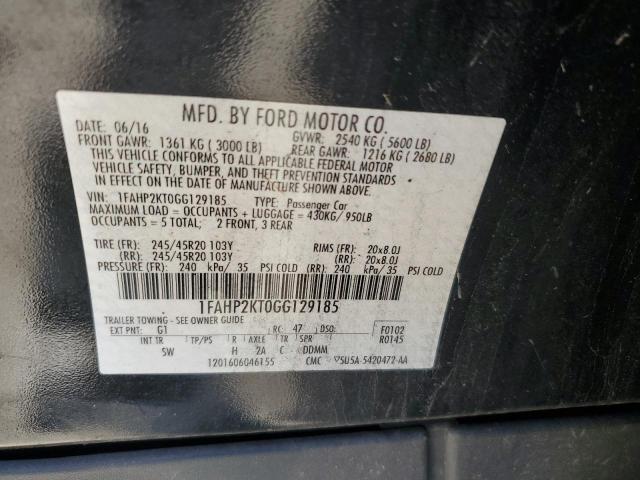 MFD. BY FORD MOTOR CO.
DATE: 06/16 GVWR: 2540 KG ( 5600 LB)
FRONT GAWR: 1361 KG ( 3000 LB) REAR GAWR: 1216 KG ( 2680 LB)
THIS VEHICLE CONFORMS TO ALL APPLICABLE FEDERAL MOTOR
VEHICLE SAFETY, BUMPER, AND THEFT PREVENTION STANDARDS
IN EFFECT ON THE DATE OF MANUFACTURE SHOWN ABOVE.
VIN: 1FAHP2KT0GG129185 TYPE: Passenger Car
MAXIMUM LOAD = OCCUPANTS + LUGGAGE = 430KG/ 950LB
OCCUPANTS = 5 TOTAL; 2 FRONT, 3 REAR
TIRE (FR): 245/45R20 103Y RIMS (FR): 20x8.0J
(RR): 245/45R20 103Y (RR): 20x8.0J
PRESSURE (FR): 240 kPa/ 35 PSI COLD (RR): 240 kPa/ 35 PSI COLD
1FAHP2KT0GG129185
TRAILER TOWING - SEE OWNER GUIDE
EXT PNT: G1 RC: 47 DSO: F0102
INT TR TP/PS R AXLE TR SPR R0145
SW H 2A C DDMM
1201606046155 CMC 5U5A-5420472-AA